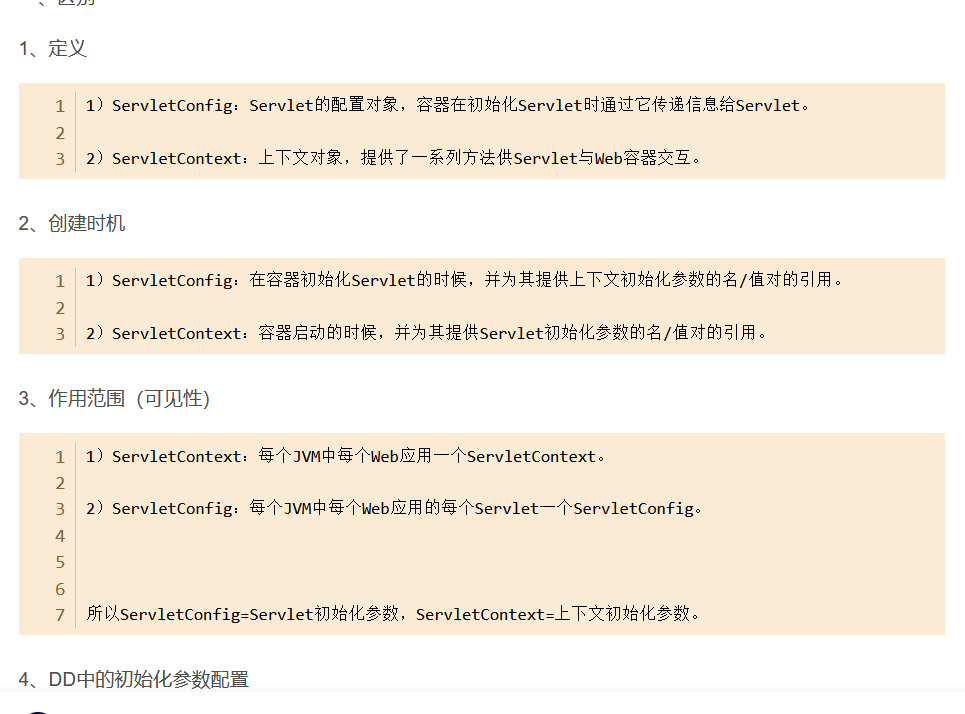 1、定义
1 1）ServletConfig：Servlet的配置对象，容器在初始化Servlet时通过它传递信息给Servlet。
2
3 2）ServletContext：上下文对象，提供了一系列方法供Servlet与Web容器交互。
2、创建时机
1 1）ServletConfig：在容器初始化Servlet的时候，并为其提供上下文初始化参数的名/值对的引用。
2
3 2）ServletContext：容器启动的时候，并为其提供Servlet初始化参数的名/值对的引用。
3、作用范围（可见性）
1 1）ServletContext：每个JVM中每个Web应用一个ServletContext。
2
3 2）ServletConfig：每个JVM中每个Web应用的每个Servlet一个ServletConfig。
4
5
6
7 所以ServletConfig=Servlet初始化参数，ServletContext=上下文初始化参数。
4、DD中的初始化参数配置